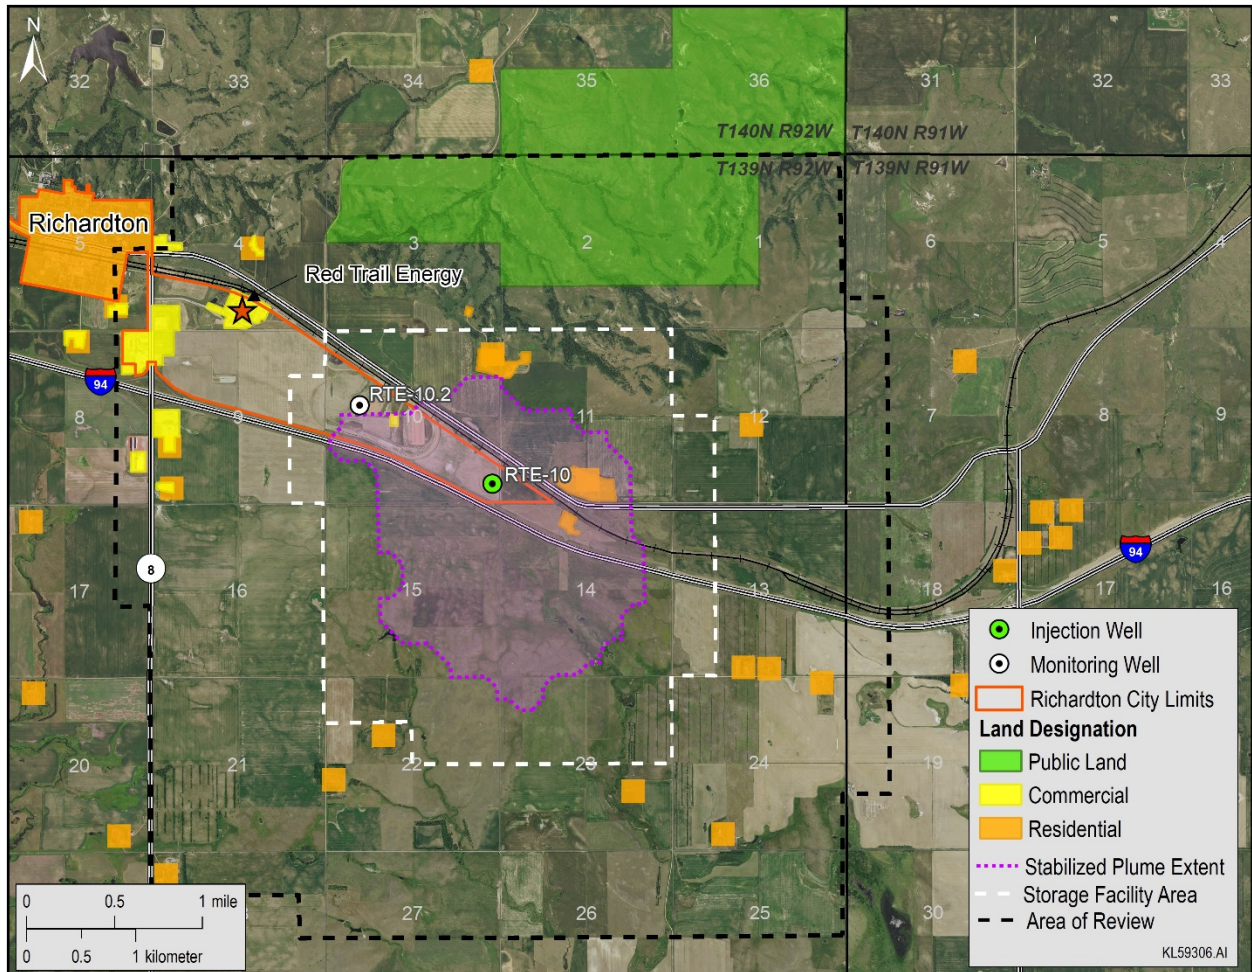 N
32
33
34
35
36
31
32
33
T140N R92W
T140N R91W
T139N R92W
T139N R91W
Richardton
5
4
3
2
1
6
5
4
Red Trail Energy
94
8
9
RTE-10.2
10
11
12
7
8
9
RTE-10
8
17
16
15
14
13
18
17
16
94
20
21
22
23
24
19
27
26
25
30
Injection Well
Monitoring Well
Richardton City Limits
Land Designation
Public Land
Commercial
Residential
Stabilized Plume Extent
Storage Facility Area
Area of Review
KL59306.AI
0 0.5 1 mile
0 0.5 1 kilometer